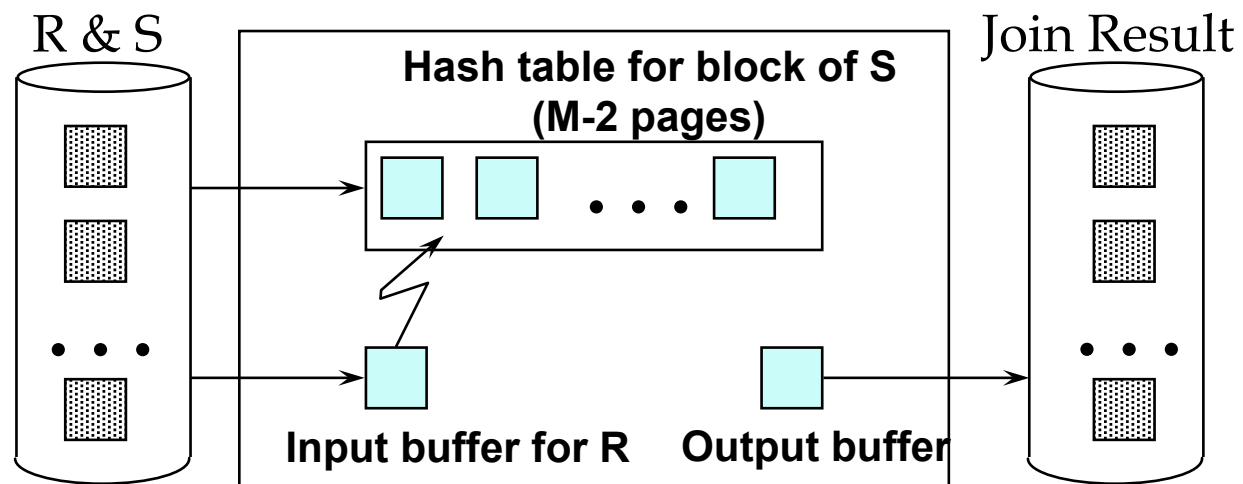 R & S
Join Result
Hash table for block of S
(M-2 pages)
Input buffer for R
Output buffer